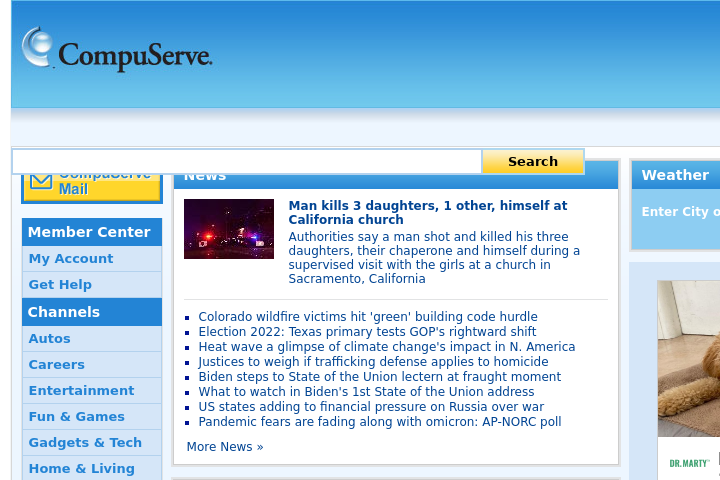 CompuServe.
Search
CompuServe
Mail
Member Center
My Account
Get Help
Channels
Autos
Careers
Entertainment
Fun & Games
Gadgets & Tech
Home & Living
News
Man kills 3 daughters, 1 other, himself at
California church
Authorities say a man shot and killed his three
daughters, their chaperone and himself during a
supervised visit with the girls at a church in
Sacramento, California
Colorado wildfire victims hit 'green' building code hurdle
Election 2022: Texas primary tests GOP's rightward shift
Heat wave a glimpse of climate change's impact in N. America
Justices to weigh if trafficking defense applies to homicide
Biden steps to State of the Union lectern at fraught moment
What to watch in Biden's 1st State of the Union address
US states adding to financial pressure on Russia over war
Pandemic fears are fading along with omicron: AP-NORC poll
More News »
Weather
Enter City o
DR.MARTY